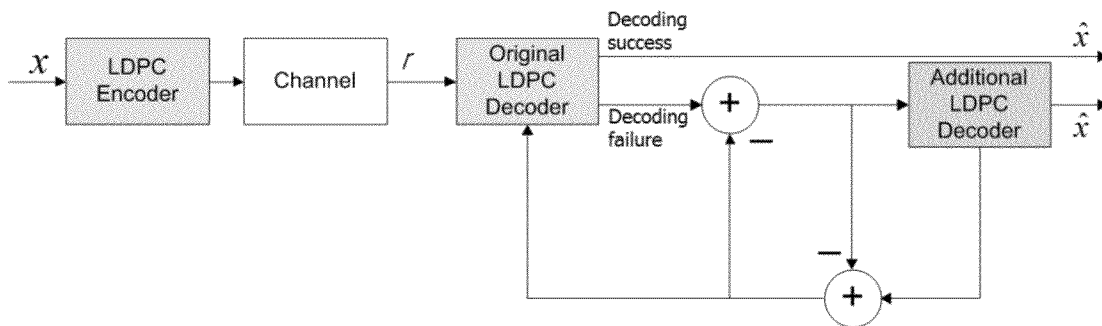 x
LDPC
Encoder
Channel
r
Original
LDPC
Decoder
Decoding
success
x̂
Decoding
failure
+
−
Additional
LDPC
Decoder
x̂
−
+